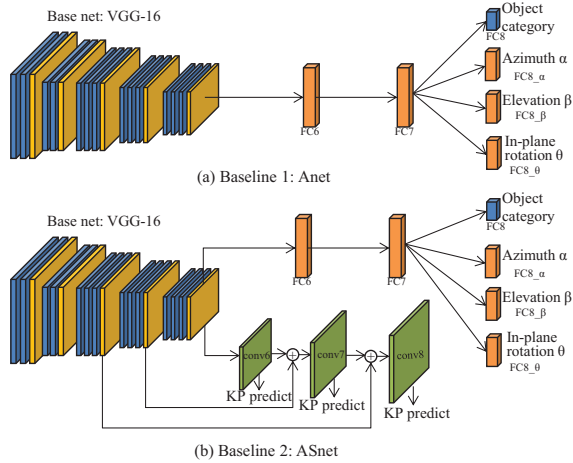 Base net: VGG-16
FC6
FC7
Object
category
FC8
Azimuth α
FC8_α
Elevation β
FC8_β
In-plane
rotation θ
FC8_θ
(a) Baseline 1: Anet
Base net: VGG-16
FC6
FC7
Object
category
FC8
Azimuth α
FC8_α
Elevation β
FC8_β
In-plane
rotation θ
FC8_θ
conv6
conv7
conv8
KP predict
KP predict
KP predict
(b) Baseline 2: ASnet